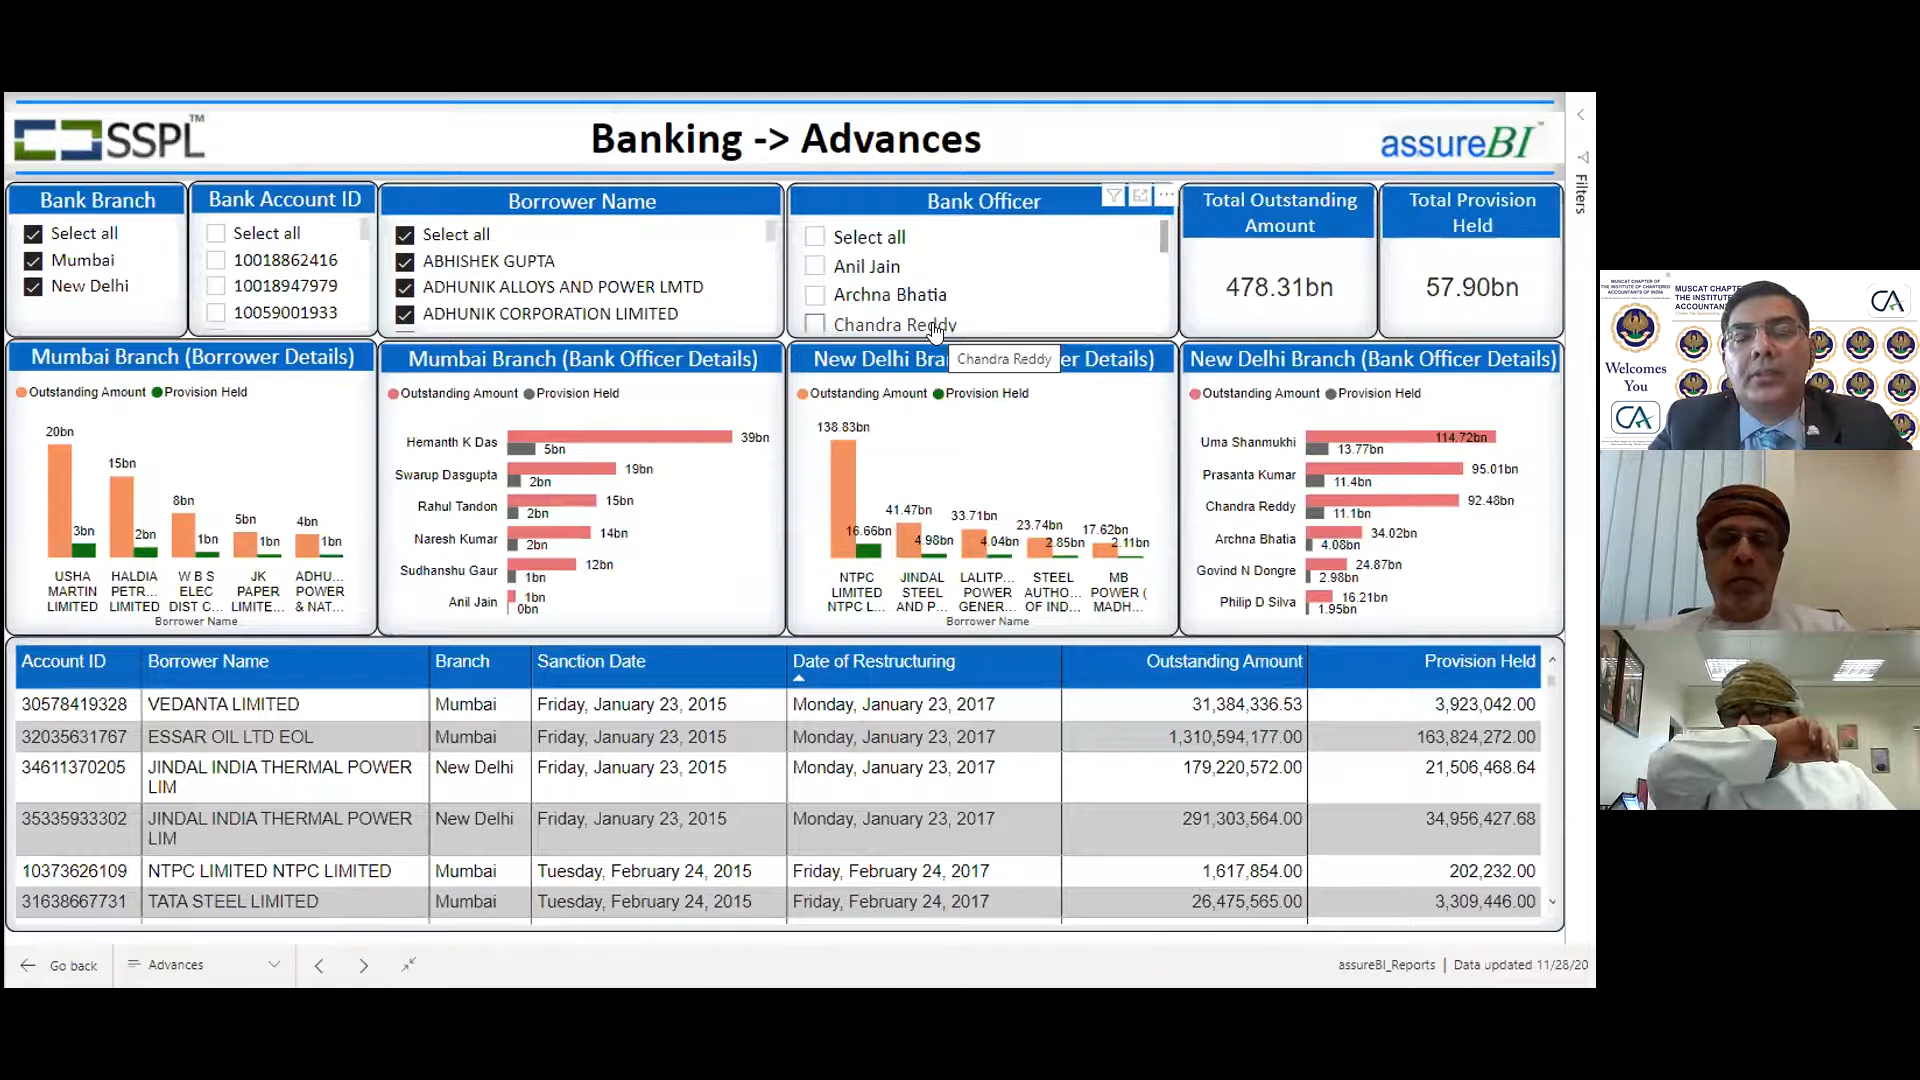 SSPL™
Banking -> Advances
assureBI
Filters
Bank Branch
Select all
Mumbai
New Delhi
Bank Account ID
Select all
10018862416
10018947979
10059001933
Borrower Name
Select all
ABHISHEK GUPTA
ADHUNIK ALLOYS AND POWER LMTD
ADHUNIK CORPORATION LIMITED
Bank Officer
Select all
Anil Jain
Archna Bhatia
Chandra Reddy
Chandra Reddy
Total Outstanding
Amount
478.31bn
Total Provision
Held
57.90bn
Mumbai Branch (Borrower Details)
Outstanding Amount Provision Held
20bn
3bn
15bn
2bn
8bn
1bn
5bn
1bn
4bn
1bn
USHA
MARTIN
LIMITED
HALDIA
PETR...
LIMITED
W B S
ELEC
DIST C...
JK
PAPER
LIMITE...
ADHU...
POWER
& NAT...
Borrower Name
Mumbai Branch (Bank Officer Details)
Outstanding Amount Provision Held
Hemanth K Das 39bn
5bn
Swarup Dasgupta 19bn
2bn
Rahul Tandon 15bn
2bn
Naresh Kumar 14bn
2bn
Sudhanshu Gaur 12bn
1bn
Anil Jain 1bn
0bn
New Delhi Bra er Details)
Outstanding Amount Provision Held
138.83bn
16.66bn
41.47bn
4.98bn
33.71bn
4.04bn
23.74bn
2.85bn
17.62bn
2.11bn
NTPC
LIMITED
NTPC L...
JINDAL
STEEL
AND P...
LALITP...
POWER
GENER...
STEEL
AUTHO...
OF IND...
MB
POWER (
MADH...
Borrower Name
New Delhi Branch (Bank Officer Details)
Outstanding Amount Provision Held
Uma Shanmukhi 114.72bn
13.77bn
Prasanta Kumar 95.01bn
11.4bn
Chandra Reddy 92.48bn
11.1bn
Archna Bhatia 34.02bn
4.08bn
Govind N Dongre 24.87bn
2.98bn
Philip D Silva 16.21bn
1.95bn
Account ID Borrower Name Branch Sanction Date Date of Restructuring Outstanding Amount Provision Held
30578419328 VEDANTA LIMITED Mumbai Friday, January 23, 2015 Monday, January 23, 2017 31,384,336.53 3,923,042.00
32035631767 ESSAR OIL LTD EOL Mumbai Friday, January 23, 2015 Monday, January 23, 2017 1,310,594,177.00 163,824,272.00
34611370205 JINDAL INDIA THERMAL POWER New Delhi Friday, January 23, 2015 Monday, January 23, 2017 179,220,572.00 21,506,468.64
LIM
35335933302 JINDAL INDIA THERMAL POWER New Delhi Friday, January 23, 2015 Monday, January 23, 2017 291,303,564.00 34,956,427.68
LIM
10373626109 NTPC LIMITED NTPC LIMITED Mumbai Tuesday, February 24, 2015 Friday, February 24, 2017 1,617,854.00 202,232.00
31638667731 TATA STEEL LIMITED Mumbai Tuesday, February 24, 2015 Friday, February 24, 2017 26,475,565.00 3,309,446.00
Go back Advances assureBI_Reports | Data updated 11/28/20
MUSCAT CHAPTER OF
THE INSTITUTE OF CHARTERED
ACCOUNTANTS OF INDIA
Welcomes
You
CA
MUSCAT CHAPTE
THE INSTITUTE
ACCOUNTAN
CA